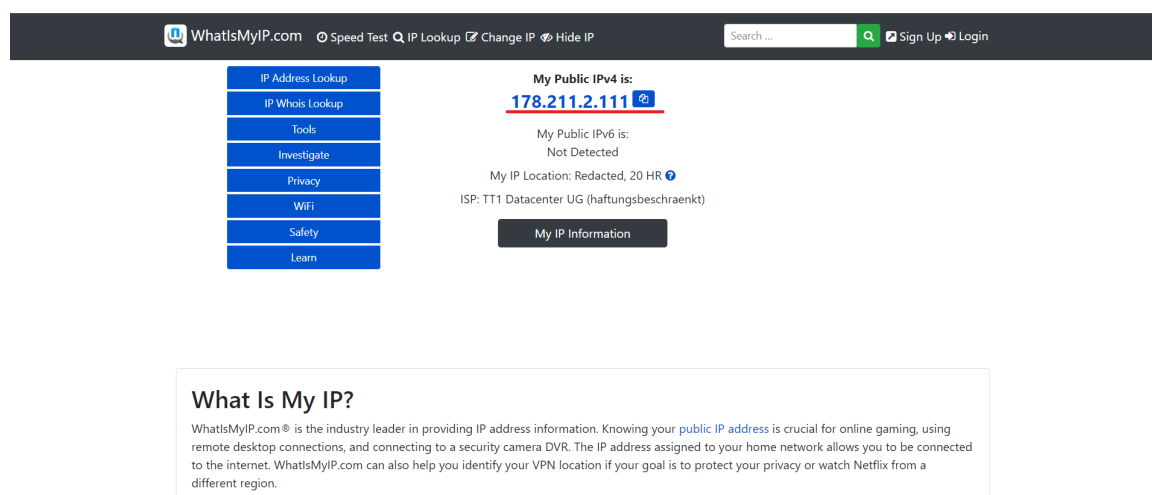 WhatIsMyIP.com Speed Test IP Lookup Change IP Hide IP Search ... Sign Up Login
IP Address Lookup
IP Whois Lookup
Tools
Investigate
Privacy
WiFi
Safety
Learn
My Public IPv4 is:
178.211.2.111
My Public IPv6 is:
Not Detected
My IP Location: Redacted, 20 HR
ISP: TT1 Datacenter UG (haftungsbeschraenkt)
My IP Information
What Is My IP?
WhatIsMyIP.com® is the industry leader in providing IP address information. Knowing your public IP address is crucial for online gaming, using
remote desktop connections, and connecting to a security camera DVR. The IP address assigned to your home network allows you to be connected
to the internet. WhatIsMyIP.com can also help you identify your VPN location if your goal is to protect your privacy or watch Netflix from a
different region.